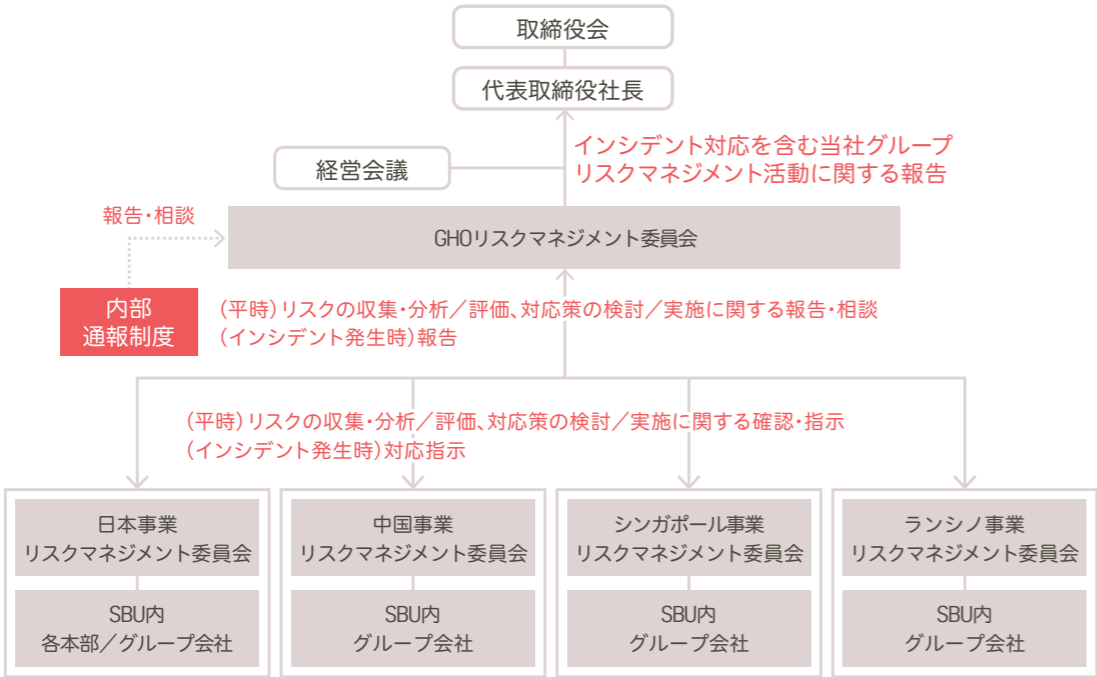 取締役会
代表取締役社長
インシデント対応を含む当社グループ
リスクマネジメント活動に関する報告
経営会議
報告・相談
GHOリスクマネジメント委員会
内部
通報制度
(平時)リスクの収集・分析／評価、対応策の検討／実施に関する報告・相談
(インシデント発生時)報告
(平時)リスクの収集・分析／評価、対応策の検討／実施に関する確認・指示
(インシデント発生時)対応指示
日本事業
リスクマネジメント委員会
SBU内
各本部／グループ会社
中国事業
リスクマネジメント委員会
SBU内
グループ会社
シンガポール事業
リスクマネジメント委員会
SBU内
グループ会社
ランシノ事業
リスクマネジメント委員会
SBU内
グループ会社